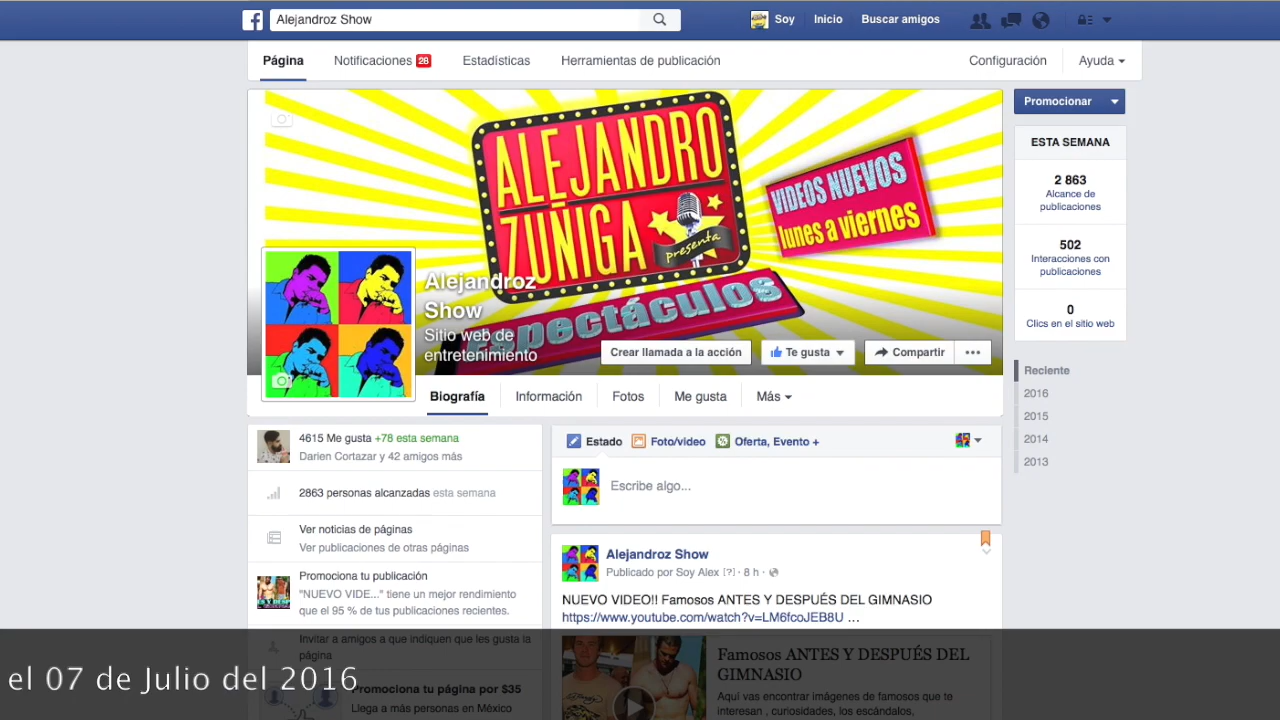 Alejandroz Show
Soy
Inicio
Buscar amigos
Página
Notificaciones 28
Estadísticas
Herramientas de publicación
Configuración
Ayuda
ALEJANDRO
ZUÑIGA
presenta
espectáculos
VIDEOS NUEVOS
lunes a viernes
Alejandroz
Show
Sitio web de
entretenimiento
Crear llamada a la acción
Te gusta
Compartir
Promocionar
ESTA SEMANA
2 863
Alcance de
publicaciones
502
Interacciones con
publicaciones
0
Clics en el sitio web
Reciente
2016
2015
2014
2013
Biografía
Información
Fotos
Me gusta
Más
4615 Me gusta +78 esta semana
Darien Cortazar y 42 amigos más
2863 personas alcanzadas esta semana
Ver noticias de páginas
Ver publicaciones de otras páginas
Promociona tu publicación
"NUEVO VIDE..." tiene un mejor rendimiento
que el 95 % de tus publicaciones recientes.
Invitar a amigos a que indiquen que les gusta la
página
Promociona tu página por $35
Llega a más personas en México
Estado
Foto/video
Oferta, Evento +
Escribe algo...
Alejandroz Show
Publicado por Soy Alex [?] · 8 h ·
NUEVO VIDEO!! Famosos ANTES Y DESPUÉS DEL GIMNASIO
https://www.youtube.com/watch?v=LM6fcoJEB8U ...
Famosos ANTES Y DESPUÉS DEL
GIMNASIO
Aquí vas encontrar imágenes de famosos que te
interesan , curiosidades, los escándalos,
el 07 de Julio del 2016